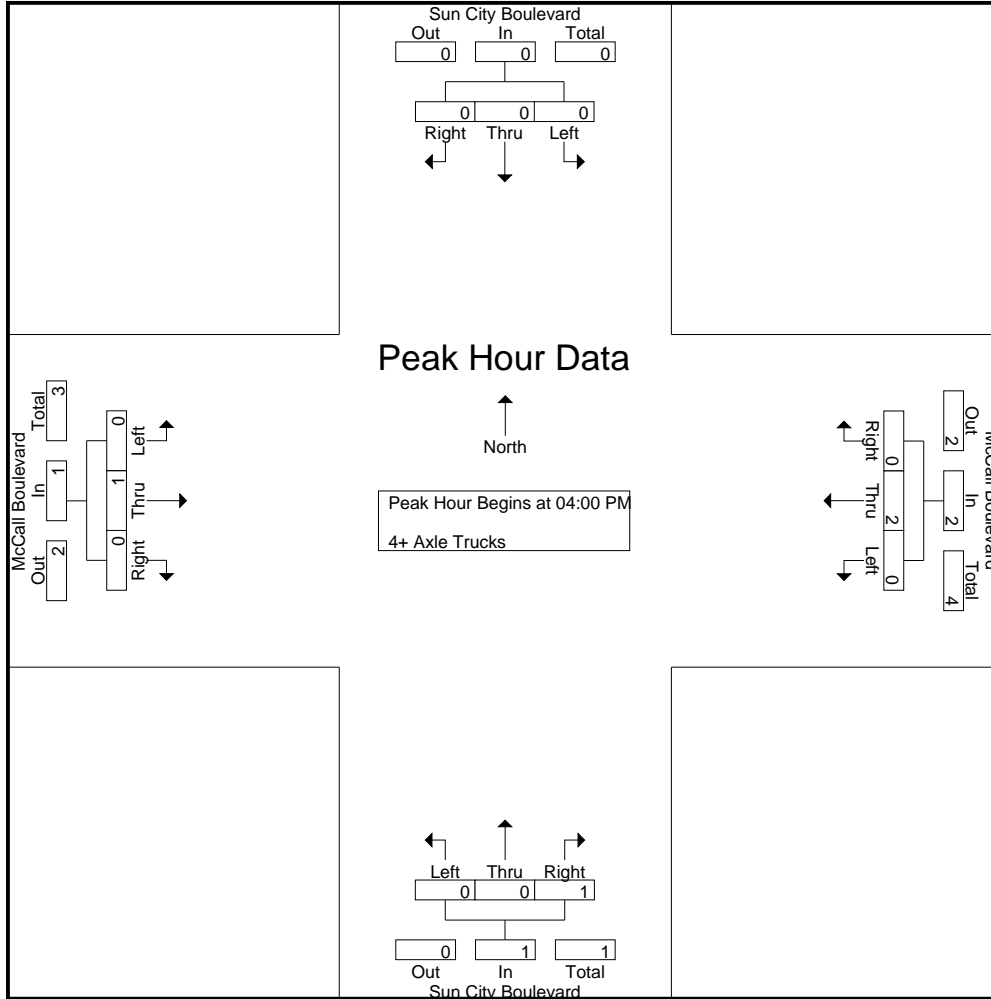 Sun City Boulevard
Out In Total
0 0 0
0 0 0
Right Thru Left
Peak Hour Data
North
Peak Hour Begins at 04:00 PM
4+ Axle Trucks
McCall Boulevard
Out In Total
2 1 3
Left Thru Right
0 1 0
McCall Boulevard
Out In Total
2 2 4
Right Thru Left
0 2 0
Left Thru Right
0 0 1
0 1 1
Out In Total
Sun City Boulevard